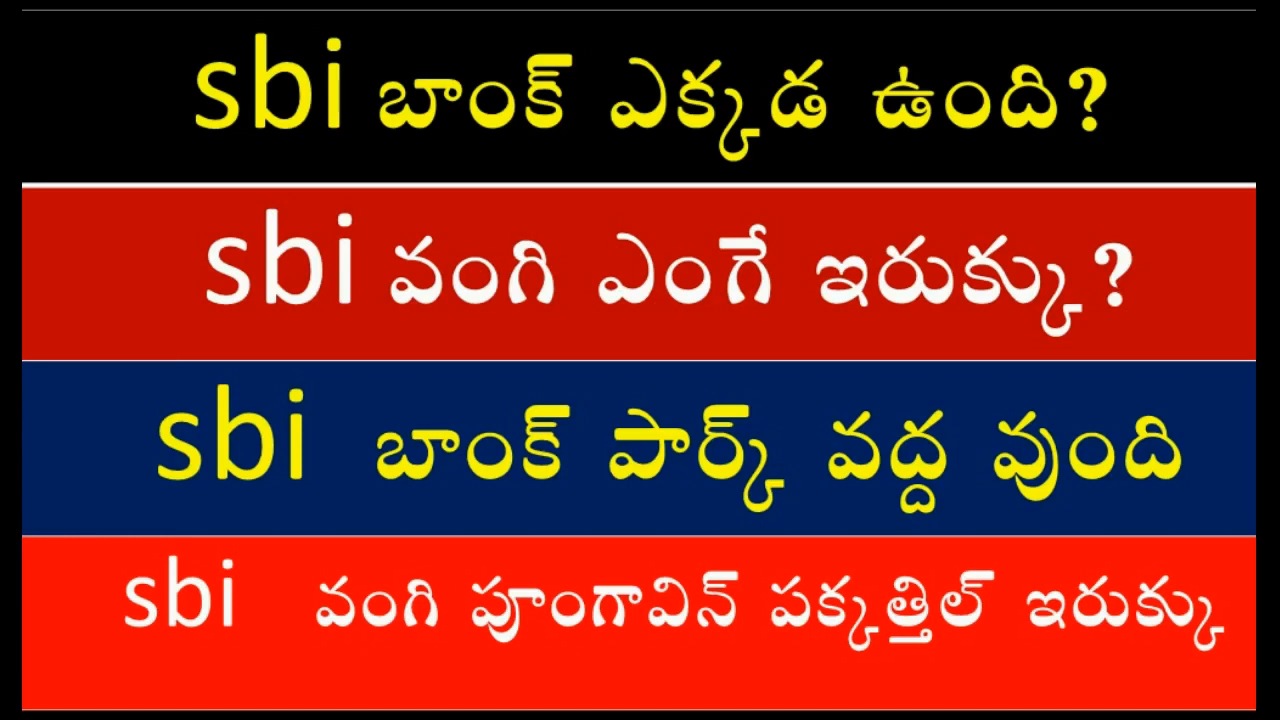 sbi బాంక్ ఎక్కడ ఉంది?
sbi వంగి ఎంగే ఇరుక్కు?
sbi బాంక్ పార్క్ వద్ద వుంది
sbi వంగి పూంగావిన్ పక్కత్తిల్ ఇరుక్కు